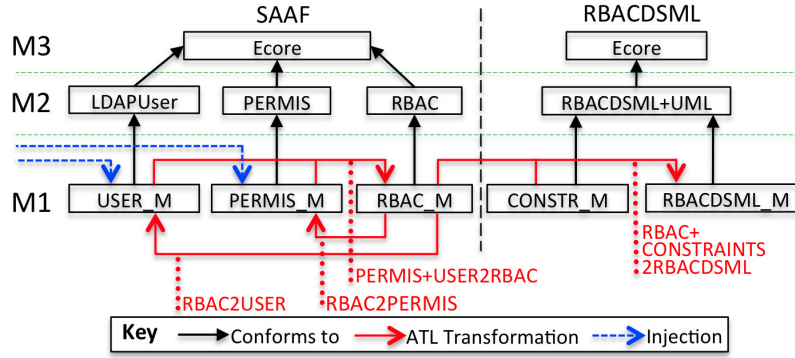 SAAF RBACDSML
M3 Ecore Ecore
M2 LDAPUser PERMIS RBAC RBACDSML+UML
M1 USER_M PERMIS_M RBAC_M CONSTR_M RBACDSML_M
RBAC+
CONSTRAINTS
2RBACDSML
PERMIS+USER2RBAC
RBAC2USER RBAC2PERMIS
Key Conforms to ATL Transformation Injection